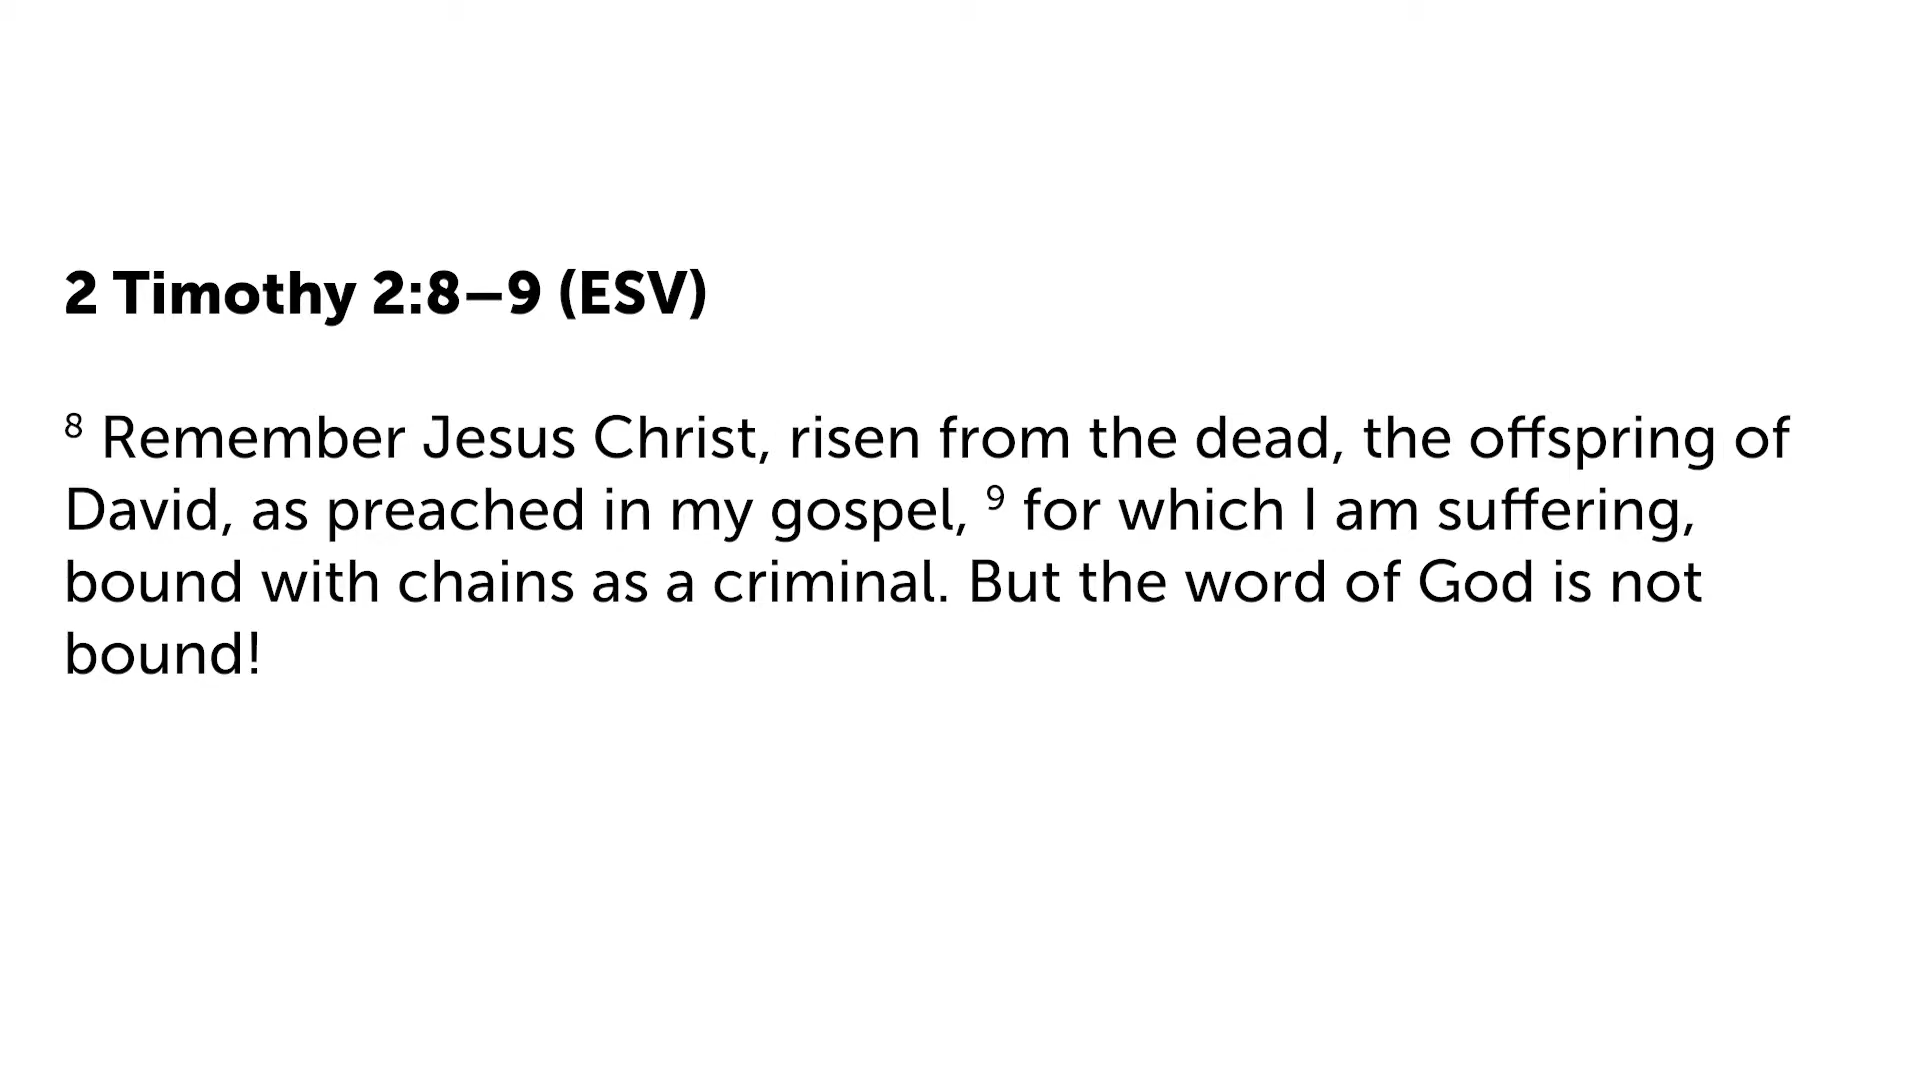 2 Timothy 2:8–9 (ESV)
⁸ Remember Jesus Christ, risen from the dead, the offspring of
David, as preached in my gospel, ⁹ for which I am suffering,
bound with chains as a criminal. But the word of God is not
bound!